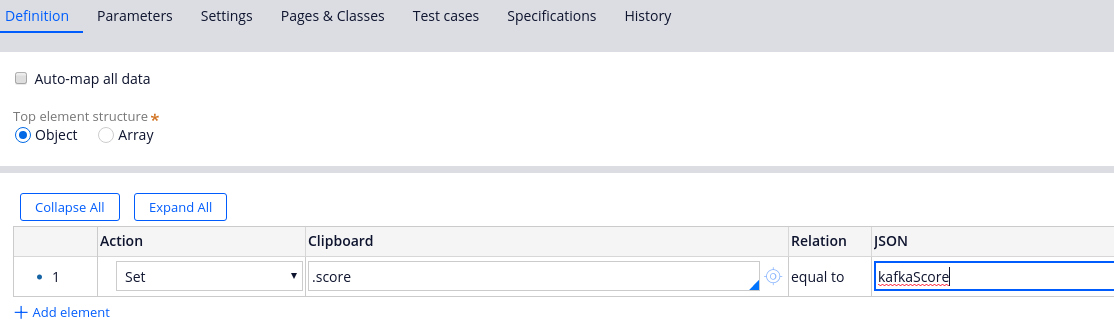 Definition Parameters Settings Pages & Classes Test cases Specifications History
Auto-map all data
Top element structure *
Object Array
Collapse All Expand All
Action Clipboard Relation JSON
1 Set .score equal to kafkaScore
Add element